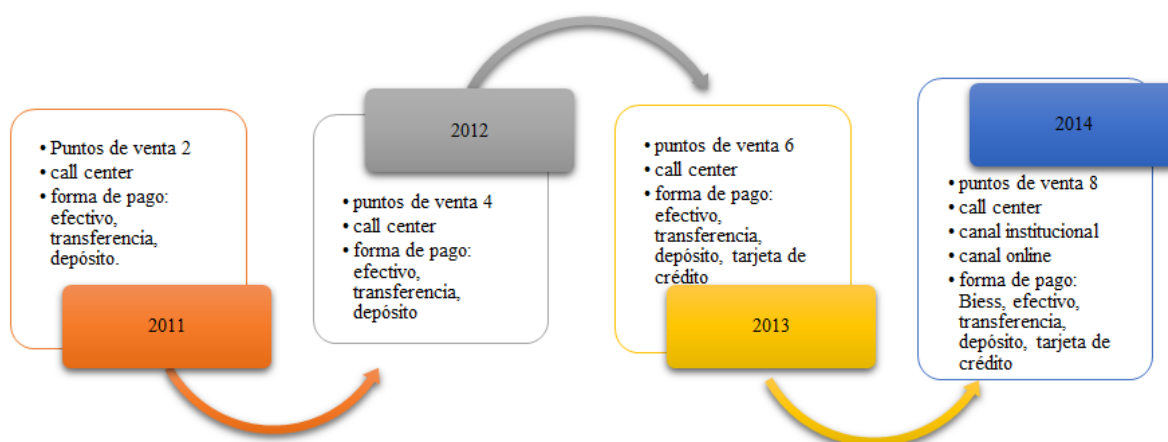 • Puntos de venta 2
• call center
• forma de pago:
efectivo,
transferencia,
depósito.
2011
2012
• puntos de venta 4
• call center
• forma de pago:
efectivo,
transferencia,
depósito
• puntos de venta 6
• call center
• forma de pago:
efectivo,
transferencia,
depósito, tarjeta de
crédito
2013
2014
• puntos de venta 8
• call center
• canal institucional
• canal online
• forma de pago:
Biess, efectivo,
transferencia,
depósito, tarjeta de
crédito